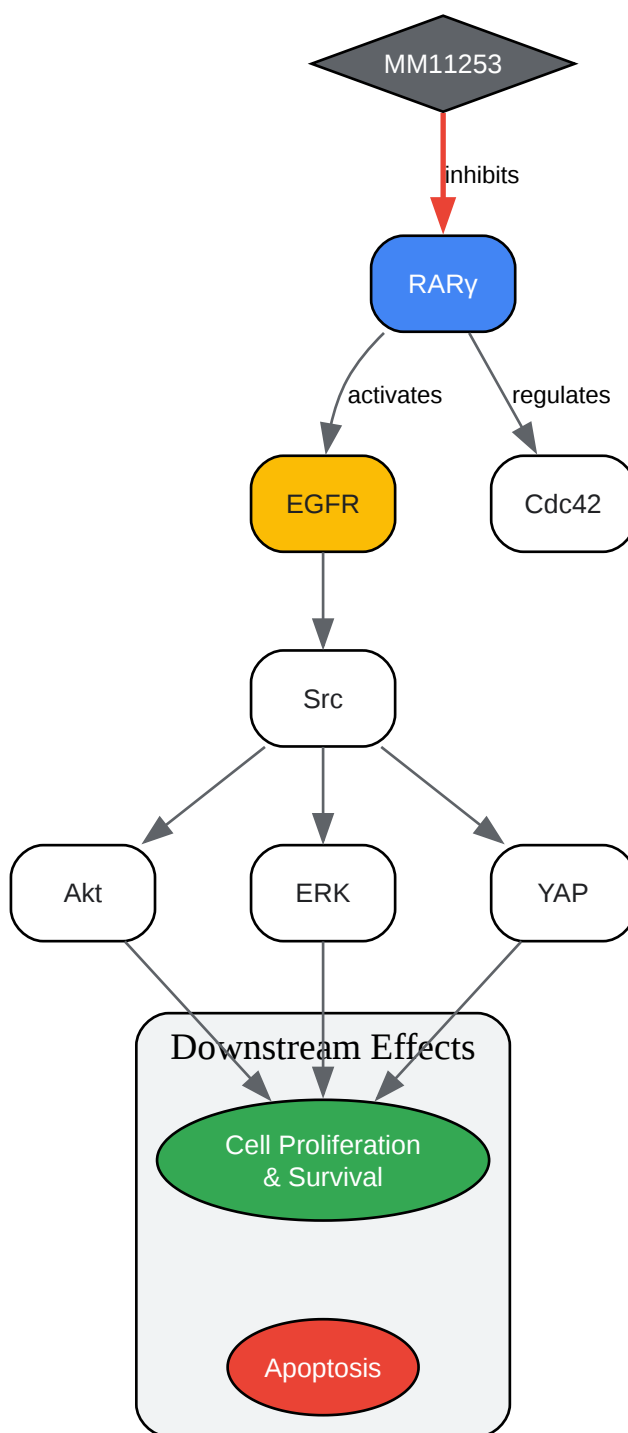 MM11253
inhibits
RARγ
activates
regulates
EGFR
Cdc42
Src
Akt
ERK
YAP
Downstream Effects
Cell Proliferation
& Survival
Apoptosis